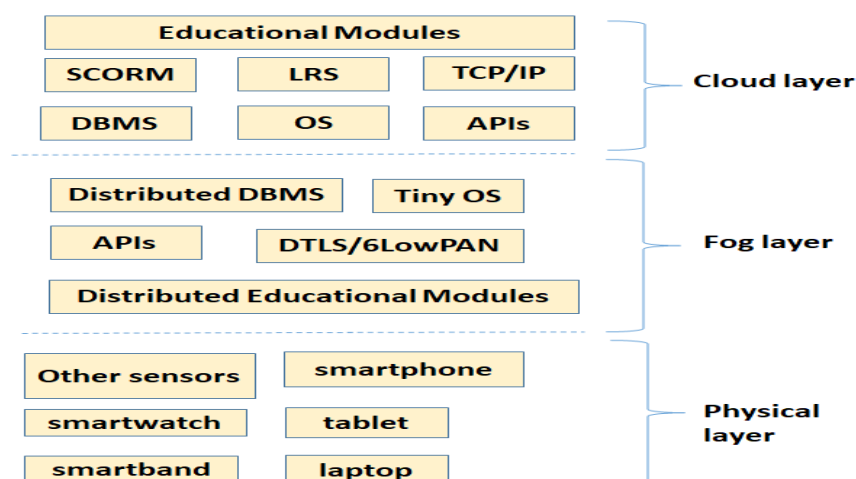 Educational Modules
SCORM LRS TCP/IP
DBMS OS APIs
Cloud layer
Distributed DBMS Tiny OS
APIs DTLS/6LowPAN
Distributed Educational Modules
Fog layer
Other sensors smartphone
smartwatch tablet
smartband laptop
Physical
layer